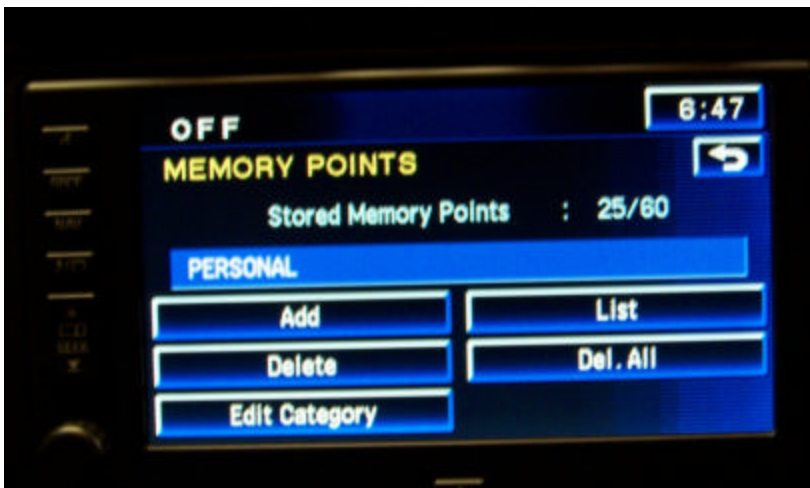 OFF
6:47
MEMORY POINTS
Stored Memory Points : 25/60
PERSONAL
Add
List
Delete
Del. All
Edit Category